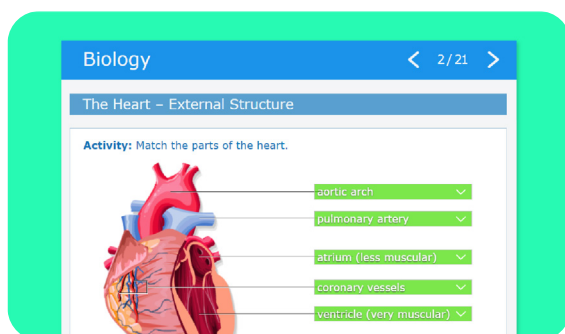 Biology
2 / 21
The Heart – External Structure
Activity: Match the parts of the heart.
aortic arch
pulmonary artery
atrium (less muscular)
coronary vessels
ventricle (very muscular)